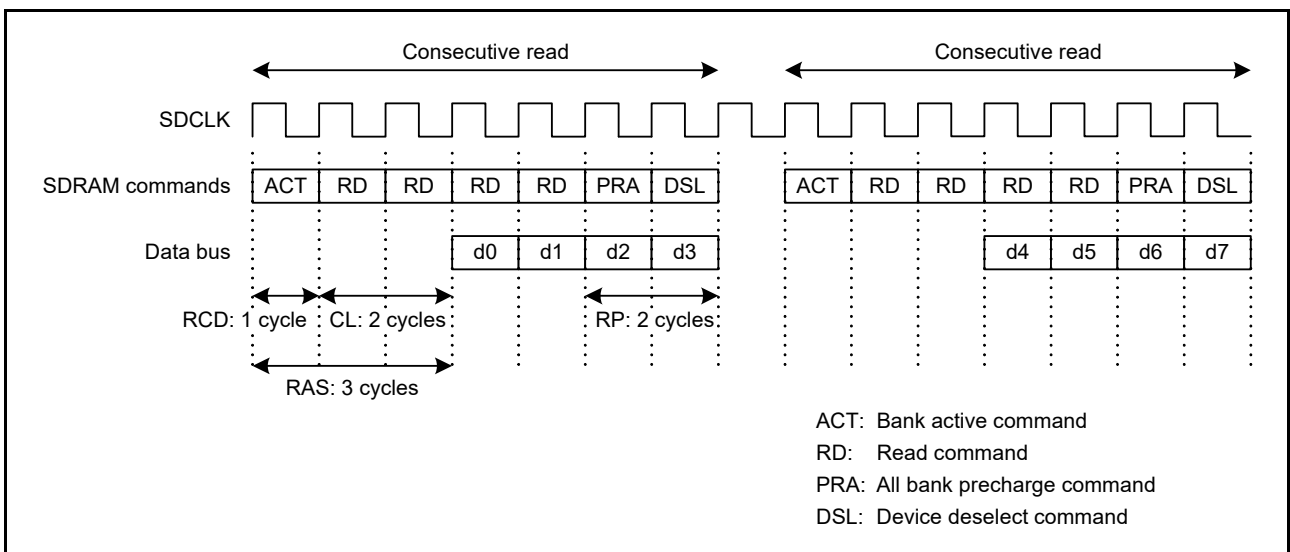 Consecutive read Consecutive read
SDCLK
SDRAM commands ACT RD RD RD RD PRA DSL ACT RD RD RD RD PRA DSL
Data bus d0 d1 d2 d3 d4 d5 d6 d7
RCD: 1 cycle CL: 2 cycles RP: 2 cycles
RAS: 3 cycles
ACT: Bank active command
RD: Read command
PRA: All bank precharge command
DSL: Device deselect command